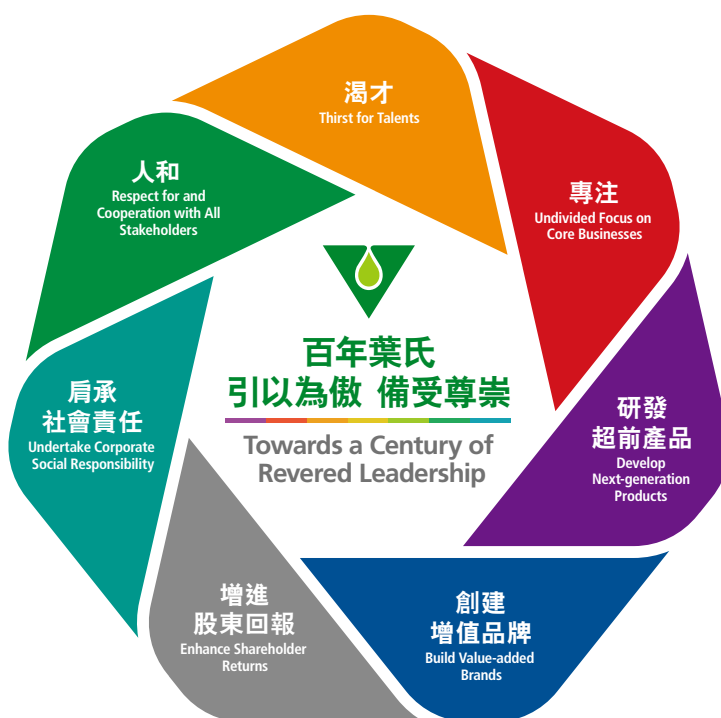 渴才
Thirst for Talents
專注
Undivided Focus on
Core Businesses
研發
超前產品
Develop
Next-generation
Products
創建
增值品牌
Build Value-added
Brands
增進
股東回報
Enhance Shareholder
Returns
肩承
社會責任
Undertake Corporate
Social Responsibility
人和
Respect for and
Cooperation with All
Stakeholders
百年葉氏
引以為傲 備受尊崇
Towards a Century of
Revered Leadership